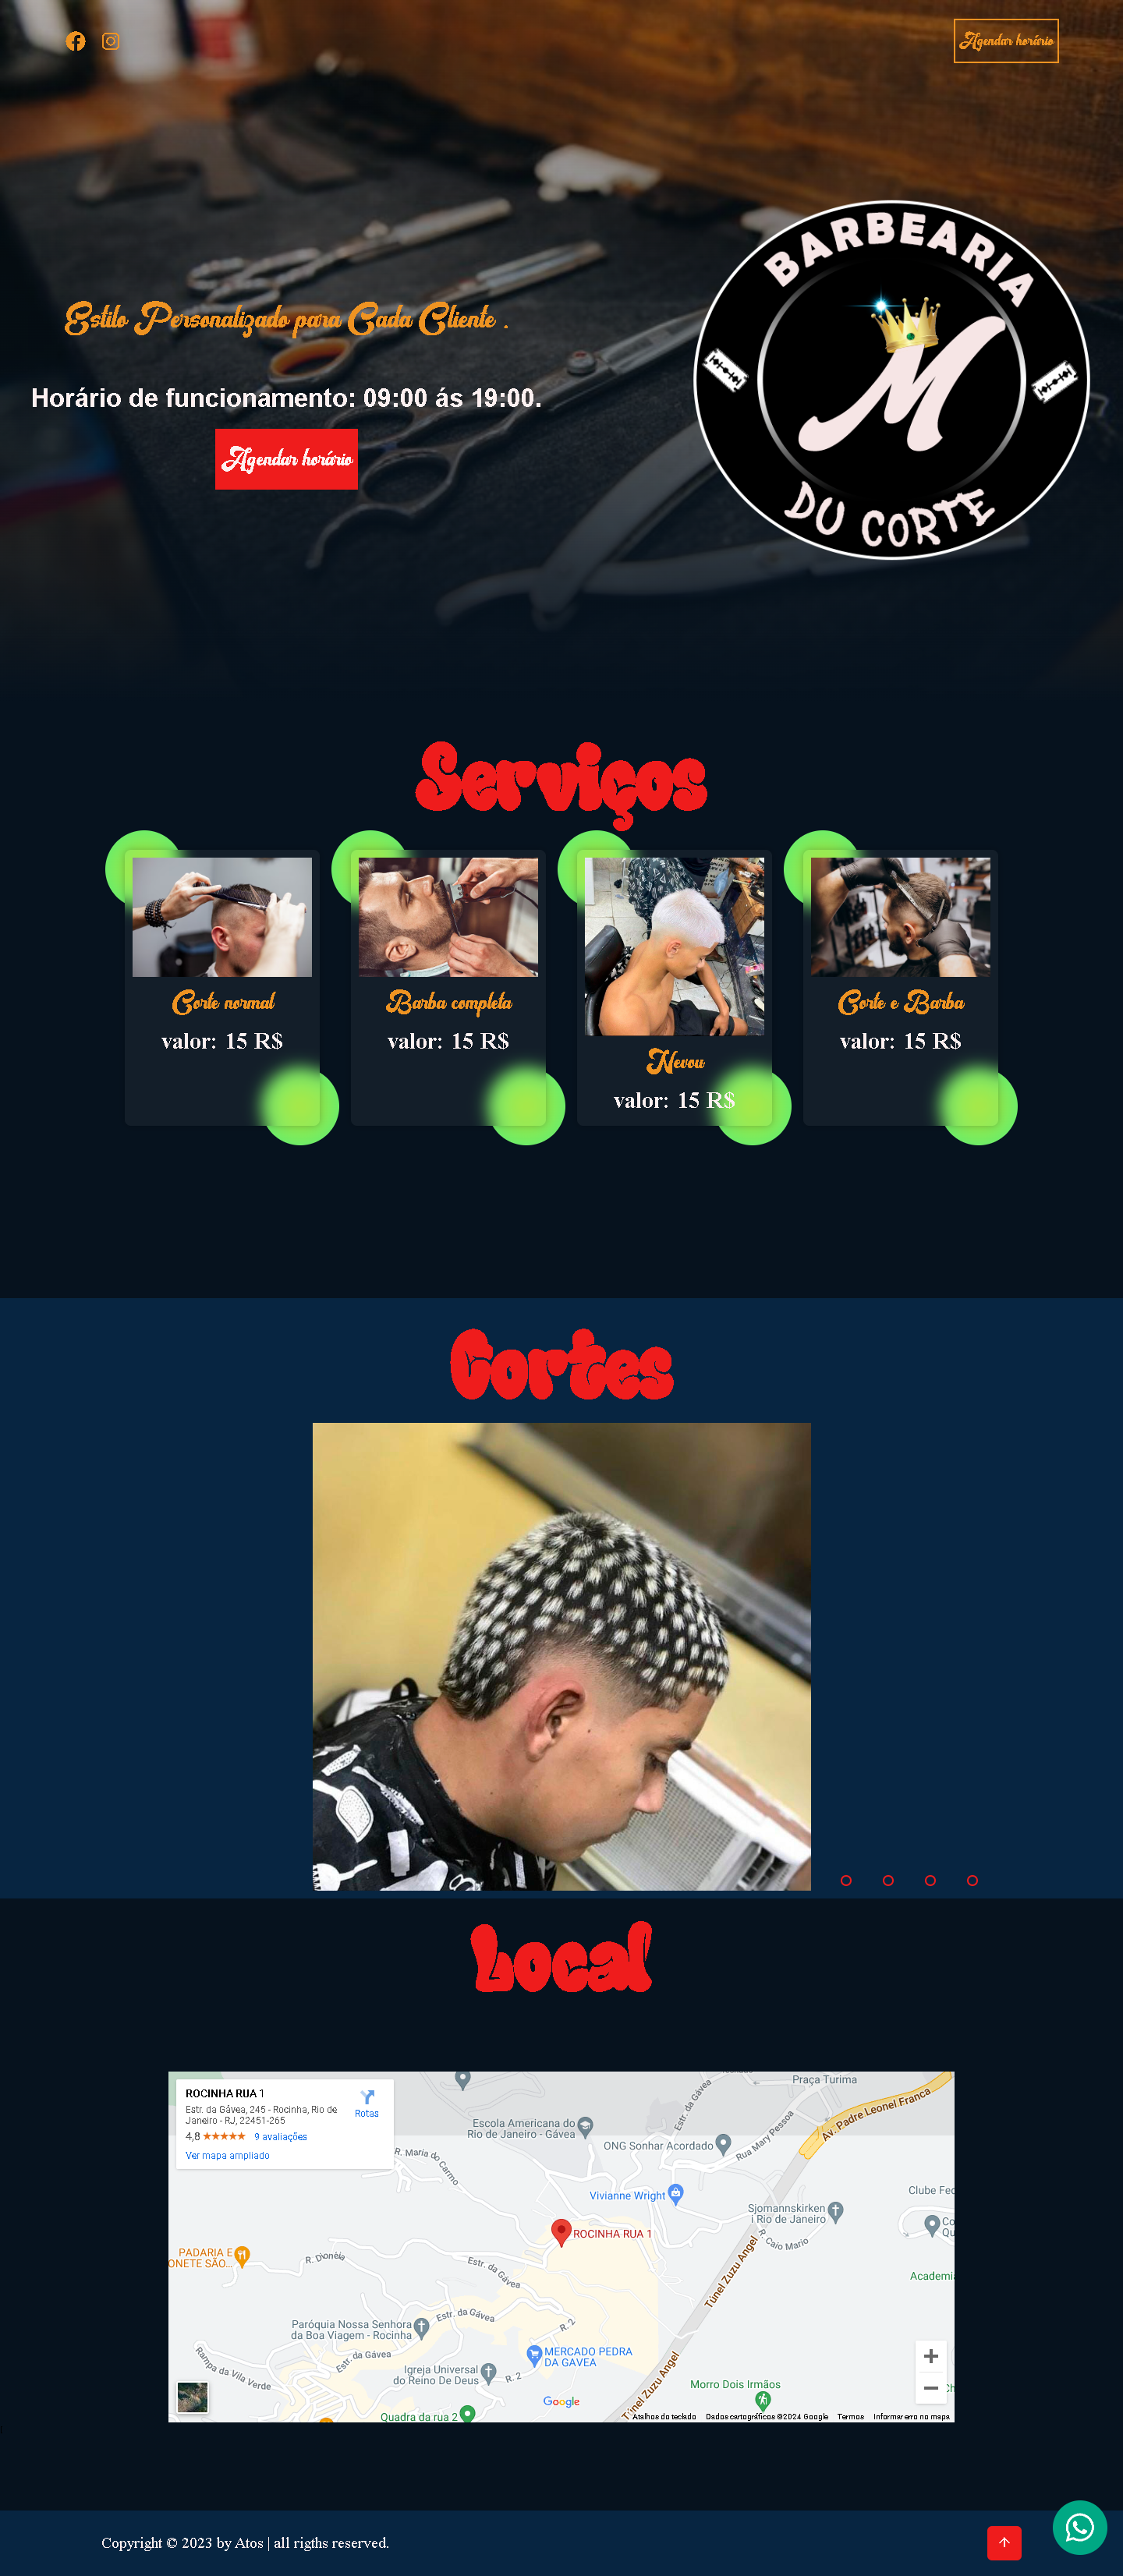 Agendar horário
BARBEARIA
M
DU CORTE
Estilo Personalizado para Cada Cliente .
Horário de funcionamento: 09:00 ás 19:00.
Agendar horário
Serviços
Corte normal
valor: 15 R$
Barba completa
valor: 15 R$
Nevou
valor: 15 R$
Corte e Barba
valor: 15 R$
Cortes
Local
ROCINHA RUA 1
Estr. da Gávea, 245 - Rocinha, Rio de
Janeiro - RJ, 22451-265
4,8
9 avaliações
Ver mapa ampliado
Rotas
Praça Turima
Estr. da Gávea
Av. Padre Leonel Franca
Escola Americana do
Rio de Janeiro - Gávea
ONG Sonhar Acordado
Rua Mary Pessoa
R. Maria do Carmo
Vivianne Wright
Clube Fec
Sjomannskirken
i Rio de Janeiro
R. Caio Mario
Co
Qu
ROCINHA RUA 1
PADARIA E
ONETE SÃO...
R. Dionéia
Estr. da Gávea
Túnel Zuzu Angel
Academia
Estr. da Gávea
Paróquia Nossa Senhora
da Boa Viagem - Rocinha
R. 2
Rampa da Vila Verde
Estr. da Gávea
MERCADO PEDRA
DA GAVEA
Igreja Universal
do Reino De Deus
R. 2
Túnel Zuzu Angel
Morro Dois Irmãos
Ch
Google
Quadra da rua 2
Atalhos do teclado
Dados cartográficos ©2024 Google
Termos
Informar erro no mapa
Copyright © 2023 by Atos | all rigths reserved.